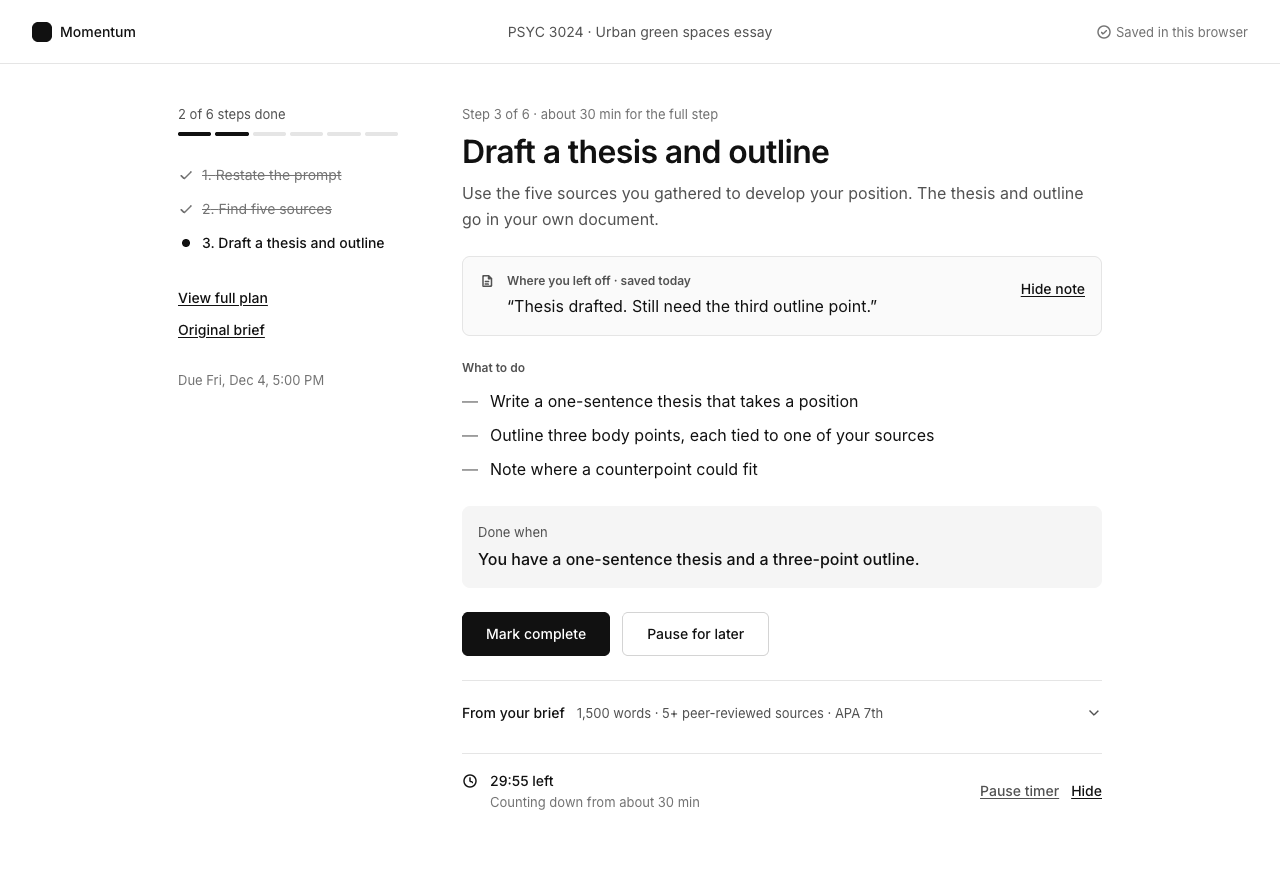 Momentum
PSYC 3024 · Urban green spaces essay
Saved in this browser
2 of 6 steps done
1. Restate the prompt
2. Find five sources
3. Draft a thesis and outline
View full plan
Original brief
Due Fri, Dec 4, 5:00 PM
Step 3 of 6 · about 30 min for the full step
Draft a thesis and outline
Use the five sources you gathered to develop your position. The thesis and outline
go in your own document.
Where you left off · saved today
“Thesis drafted. Still need the third outline point.”
Hide note
What to do
— Write a one-sentence thesis that takes a position
— Outline three body points, each tied to one of your sources
— Note where a counterpoint could fit
Done when
You have a one-sentence thesis and a three-point outline.
Mark complete
Pause for later
From your brief 1,500 words · 5+ peer-reviewed sources · APA 7th
29:55 left
Counting down from about 30 min
Pause timer
Hide